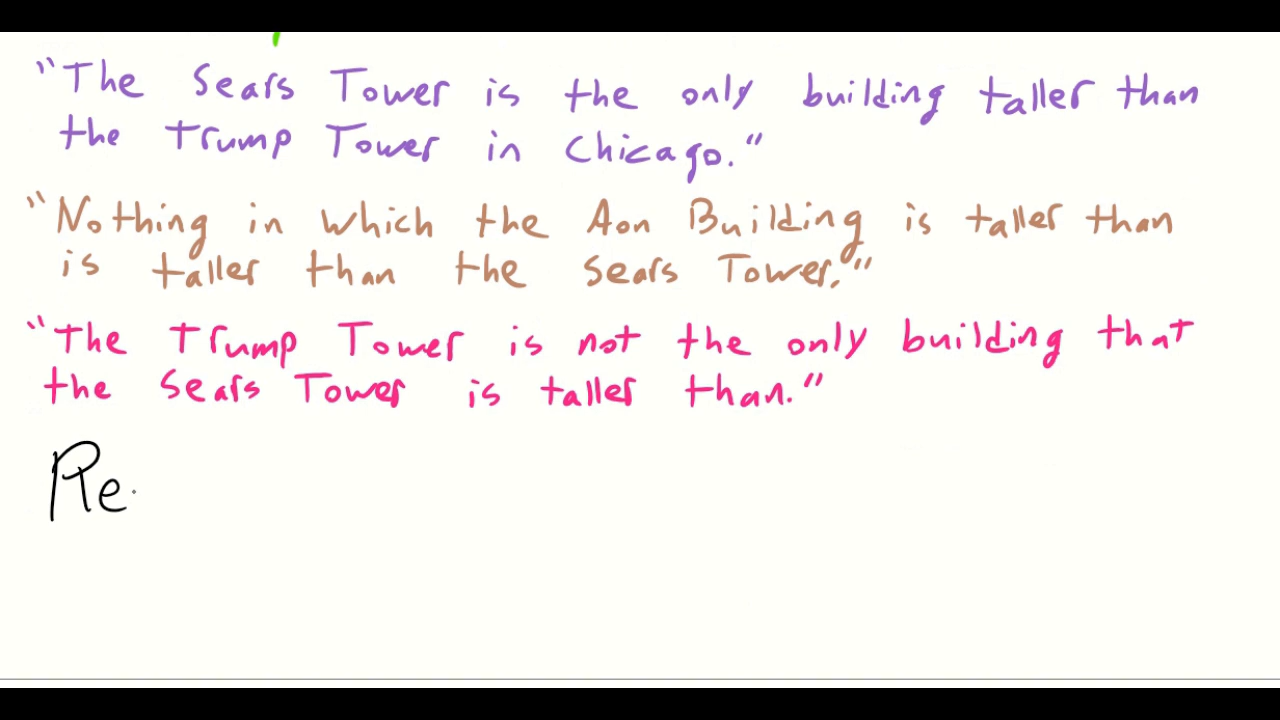 "The Sears Tower is the only building taller than
the Trump Tower in Chicago."
"Nothing in which the Aon Building is taller than
is taller than the Sears Tower."
"The Trump Tower is not the only building that
the Sears Tower is taller than."
Re